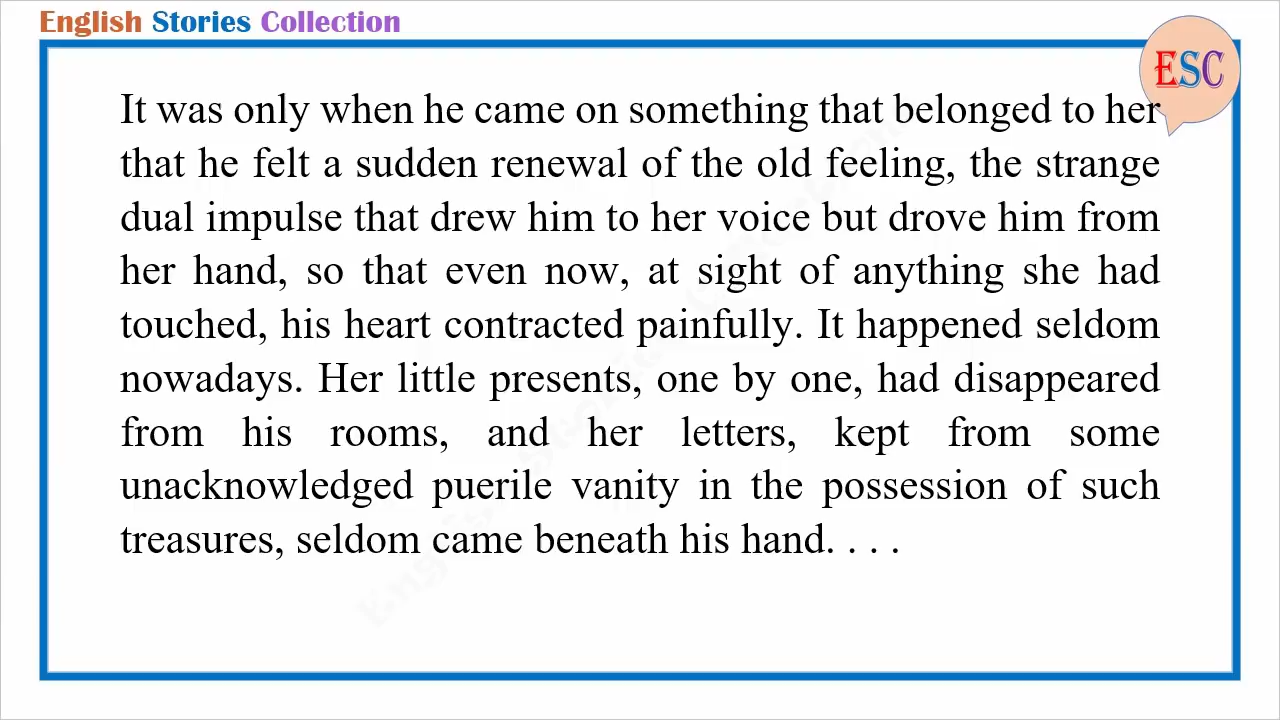 English Stories Collection
ESC
It was only when he came on something that belonged to her
that he felt a sudden renewal of the old feeling, the strange
dual impulse that drew him to her voice but drove him from
her hand, so that even now, at sight of anything she had
touched, his heart contracted painfully. It happened seldom
nowadays. Her little presents, one by one, had disappeared
from his rooms, and her letters, kept from some
unacknowledged puerile vanity in the possession of such
treasures, seldom came beneath his hand. . . .